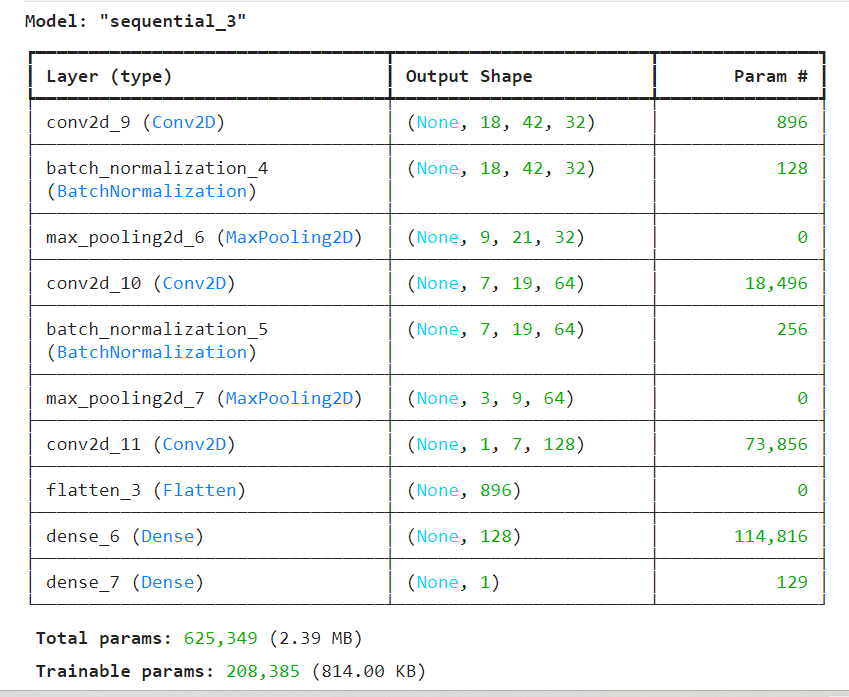 Model: "sequential_3"
Layer (type) Output Shape Param #
conv2d_9 (Conv2D) (None, 18, 42, 32) 896
batch_normalization_4 (None, 18, 42, 32) 128
(BatchNormalization)
max_pooling2d_6 (MaxPooling2D) (None, 9, 21, 32) 0
conv2d_10 (Conv2D) (None, 7, 19, 64) 18,496
batch_normalization_5 (None, 7, 19, 64) 256
(BatchNormalization)
max_pooling2d_7 (MaxPooling2D) (None, 3, 9, 64) 0
conv2d_11 (Conv2D) (None, 1, 7, 128) 73,856
flatten_3 (Flatten) (None, 896) 0
dense_6 (Dense) (None, 128) 114,816
dense_7 (Dense) (None, 1) 129
Total params: 625,349 (2.39 MB)
Trainable params: 208,385 (814.00 KB)